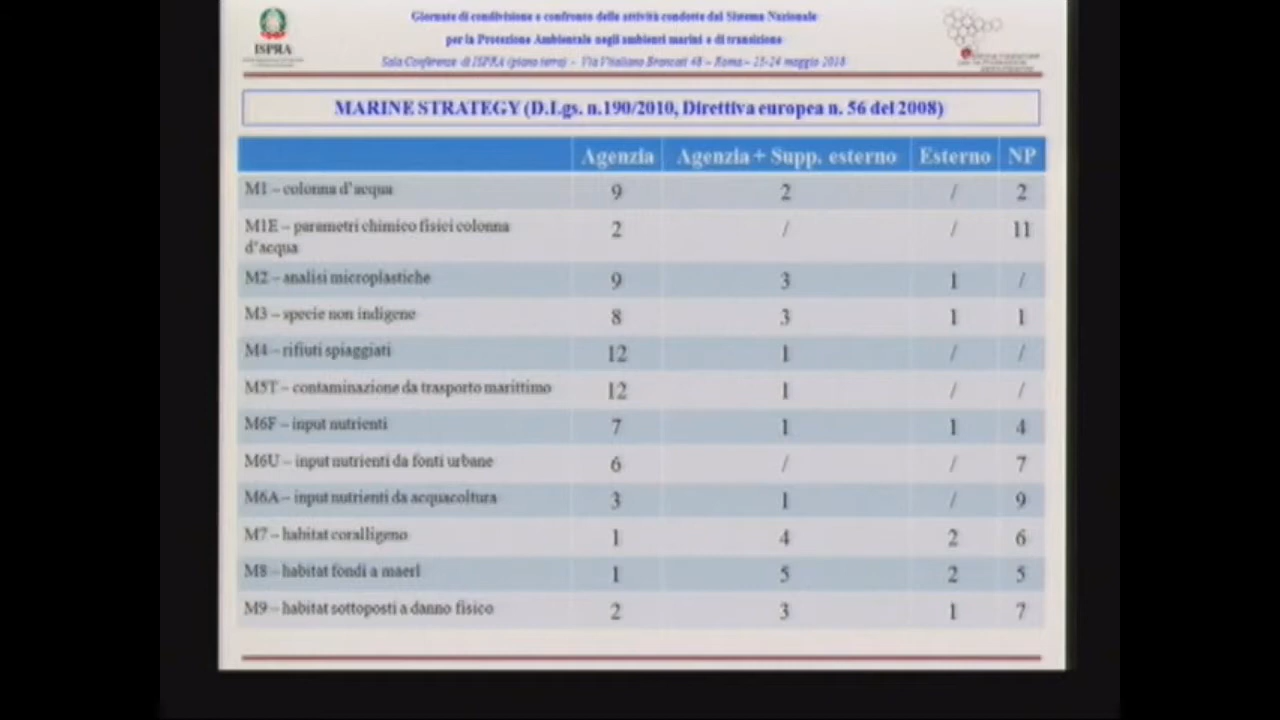 Giornate di condivisione e confronto delle attività condotte dal Sistema Nazionale
per la Protezione Ambientale negli ambienti marini e di transizione
Sala Conferenze di ISPRA (piano terra) – Via Vitaliano Brancati 48 – Roma – 23-24 maggio 2018
ISPRA
MARINE STRATEGY (D.Lgs. n.190/2010, Direttiva europea n. 56 del 2008)
Agenzia Agenzia + Supp. esterno Esterno NP
M1 – colonna d'acqua 9 2 / 2
M1E – parametri chimico fisici colonna
d'acqua 2 / / 11
M2 – analisi microplastiche 9 3 1 /
M3 – specie non indigene 8 3 1 1
M4 – rifiuti spiaggiati 12 1 / /
M5T – contaminazione da trasporto marittimo 12 1 / /
M6F – input nutrienti 7 1 1 4
M6U – input nutrienti da fonti urbane 6 / / 7
M6A – input nutrienti da acquacoltura 3 1 / 9
M7 – habitat coralligeno 1 4 2 6
M8 – habitat fondi a maerl 1 5 2 5
M9 – habitat sottoposti a danno fisico 2 3 1 7